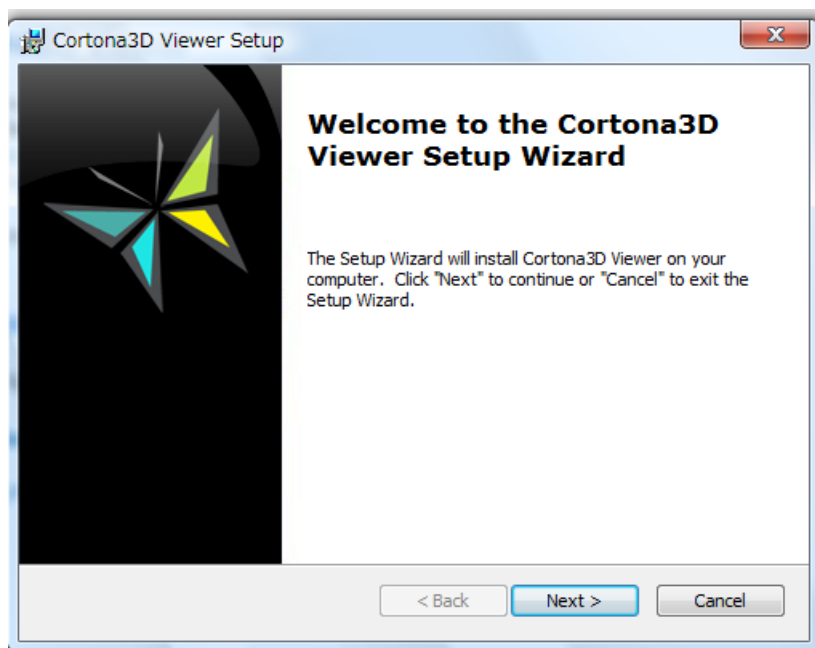 Cortona3D Viewer Setup
Welcome to the Cortona3D
Viewer Setup Wizard
The Setup Wizard will install Cortona3D Viewer on your
computer. Click "Next" to continue or "Cancel" to exit the
Setup Wizard.
< Back Next > Cancel